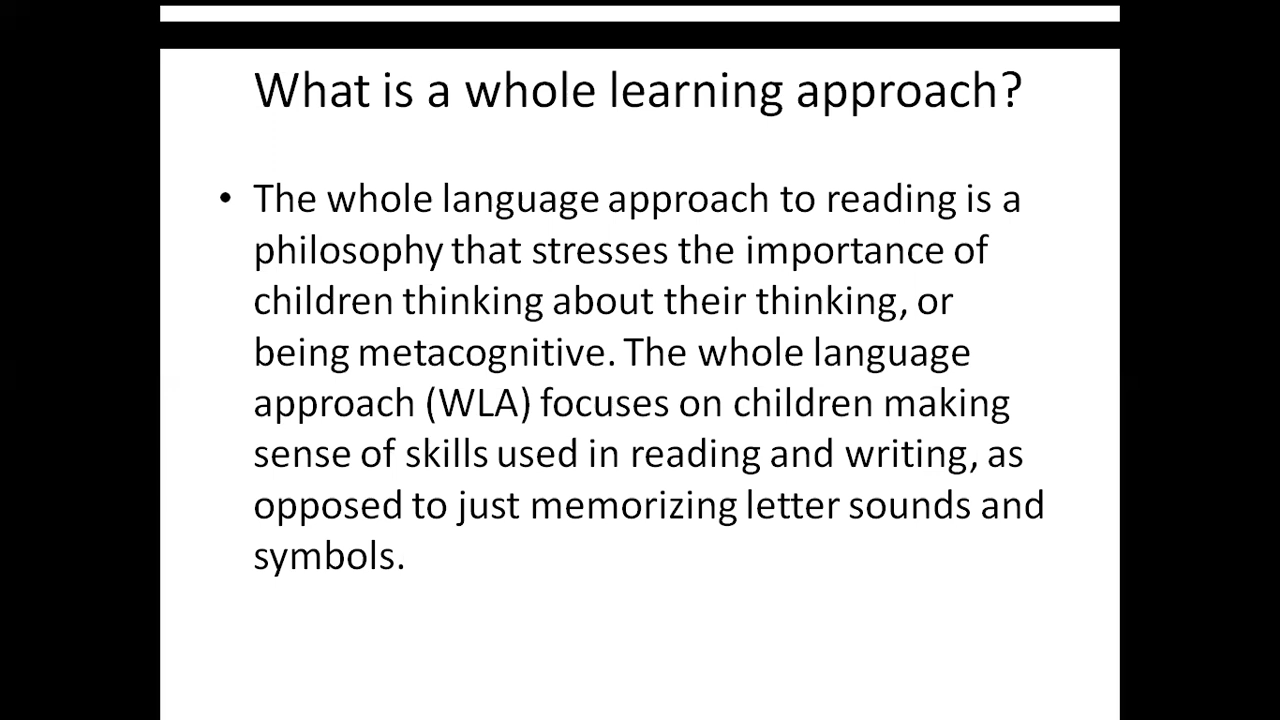 What is a whole learning approach?
• The whole language approach to reading is a
philosophy that stresses the importance of
children thinking about their thinking, or
being metacognitive. The whole language
approach (WLA) focuses on children making
sense of skills used in reading and writing, as
opposed to just memorizing letter sounds and
symbols.